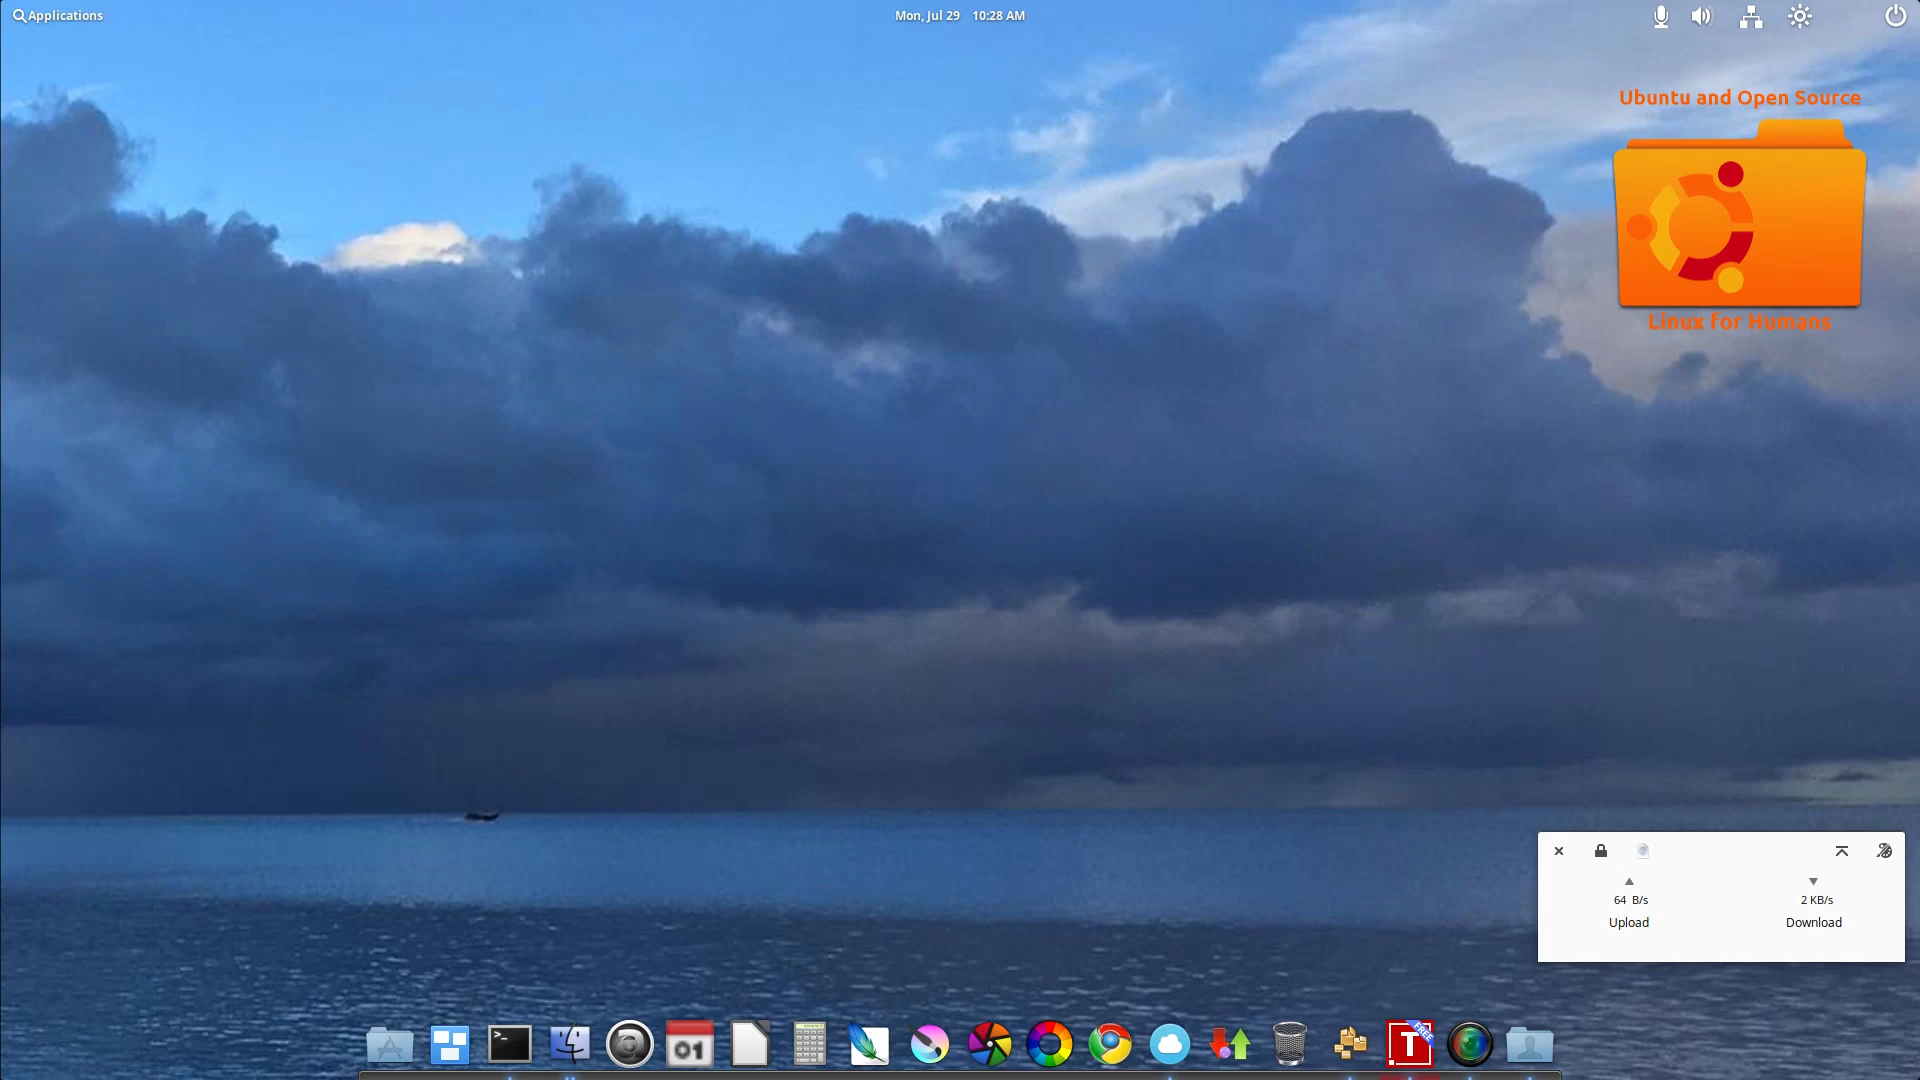 Applications
Mon, Jul 29 10:28 AM
Ubuntu and Open Source
Linux for Humans
64 B/s
2 KB/s
Upload
Download
>_
01
T
FREE